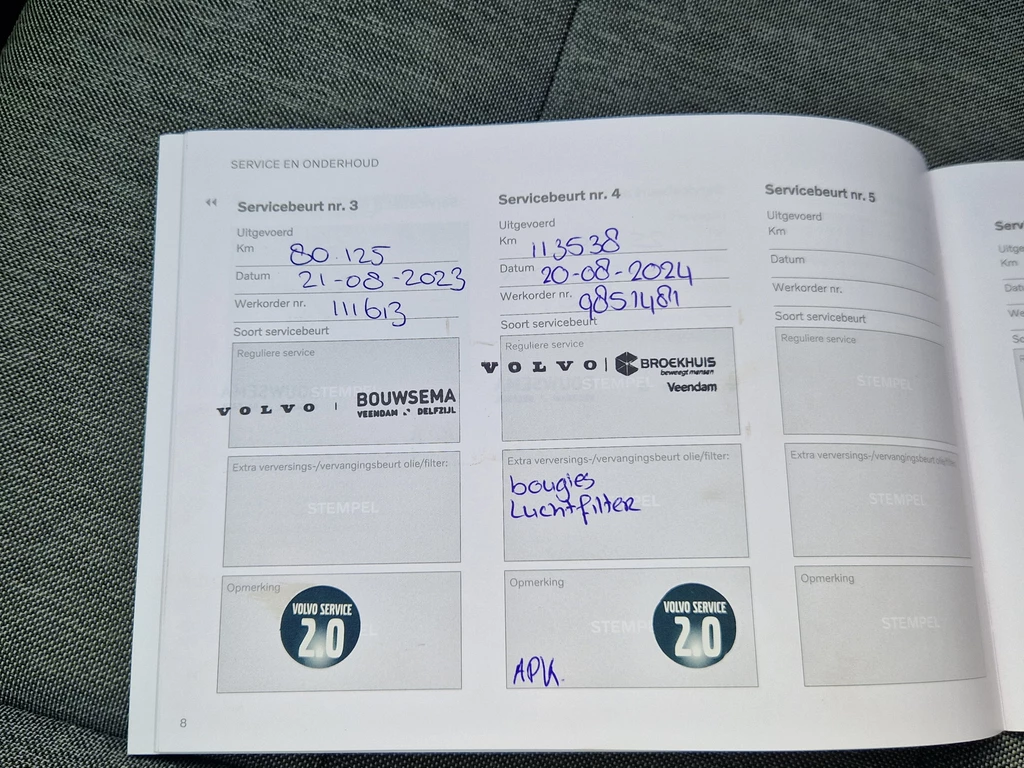 SERVICE EN ONDERHOUD
Servicebeurt nr. 3
Uitgevoerd
Km 80.125
Datum 21-08-2023
Werkorder nr. 111613
Soort servicebeurt
Reguliere service
STEMPEL
VOLVO | BOUWSEMA
VEENDAM DELFZIJL
Extra verversings-/vervangingsbeurt olie/filter:
STEMPEL
Opmerking
VOLVO SERVICE
2.0
Servicebeurt nr. 4
Uitgevoerd
Km 113538
Datum 20-08-2024
Werkorder nr. 9851481
Soort servicebeurt
Reguliere service
VOLVO | BROEKHUIS
beweegt mensen
STEMPEL
Veendam
Extra verversings-/vervangingsbeurt olie/filter:
bougies
Luchtfilter
Opmerking
STEMPEL
VOLVO SERVICE
2.0
APK.
Servicebeurt nr. 5
Uitgevoerd
Km
Datum
Werkorder nr.
Soort servicebeurt
Reguliere service
STEMPEL
Extra verversings-/vervangingsbeurt olie/filter:
STEMPEL
Opmerking
STEMPEL
8
Km